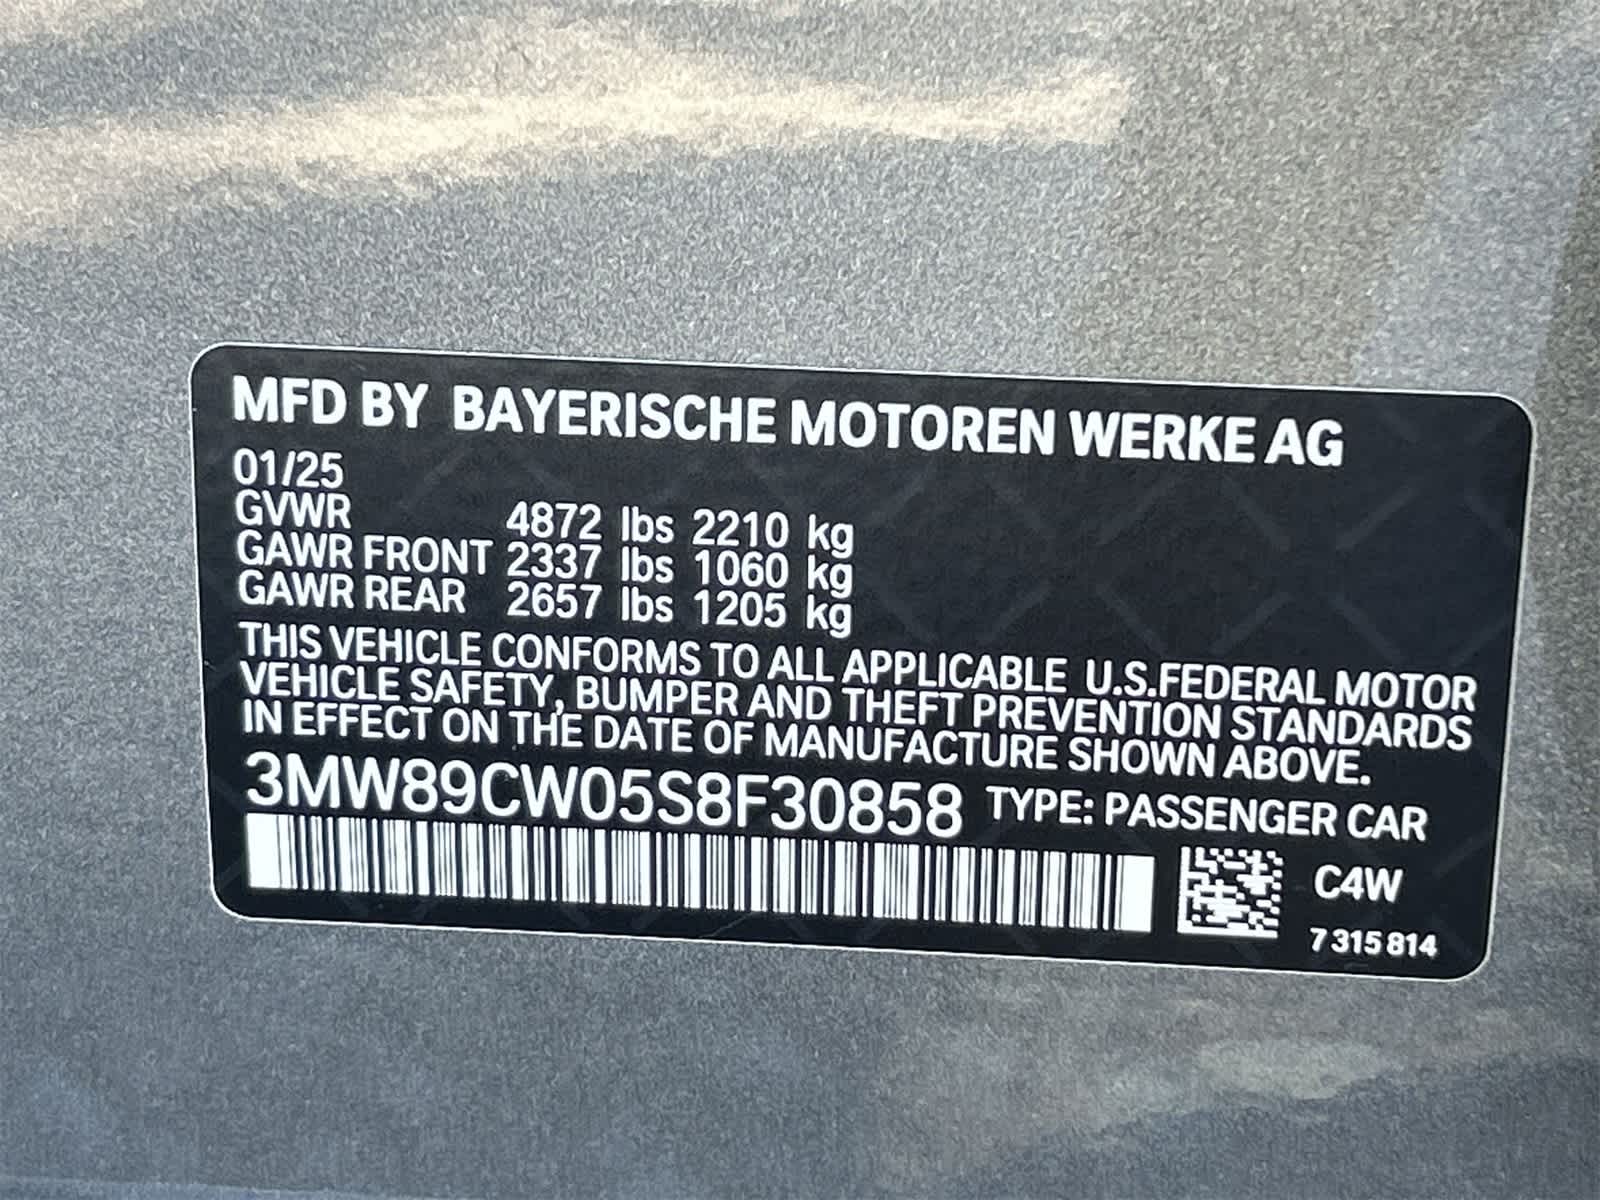 MFD BY BAYERISCHE MOTOREN WERKE AG
01/25
GVWR 4872 lbs 2210 kg
GAWR FRONT 2337 lbs 1060 kg
GAWR REAR 2657 lbs 1205 kg
THIS VEHICLE CONFORMS TO ALL APPLICABLE U.S.FEDERAL MOTOR
VEHICLE SAFETY, BUMPER AND THEFT PREVENTION STANDARDS
IN EFFECT ON THE DATE OF MANUFACTURE SHOWN ABOVE.
3MW89CW05S8F30858 TYPE: PASSENGER CAR
C4W
7 315 814